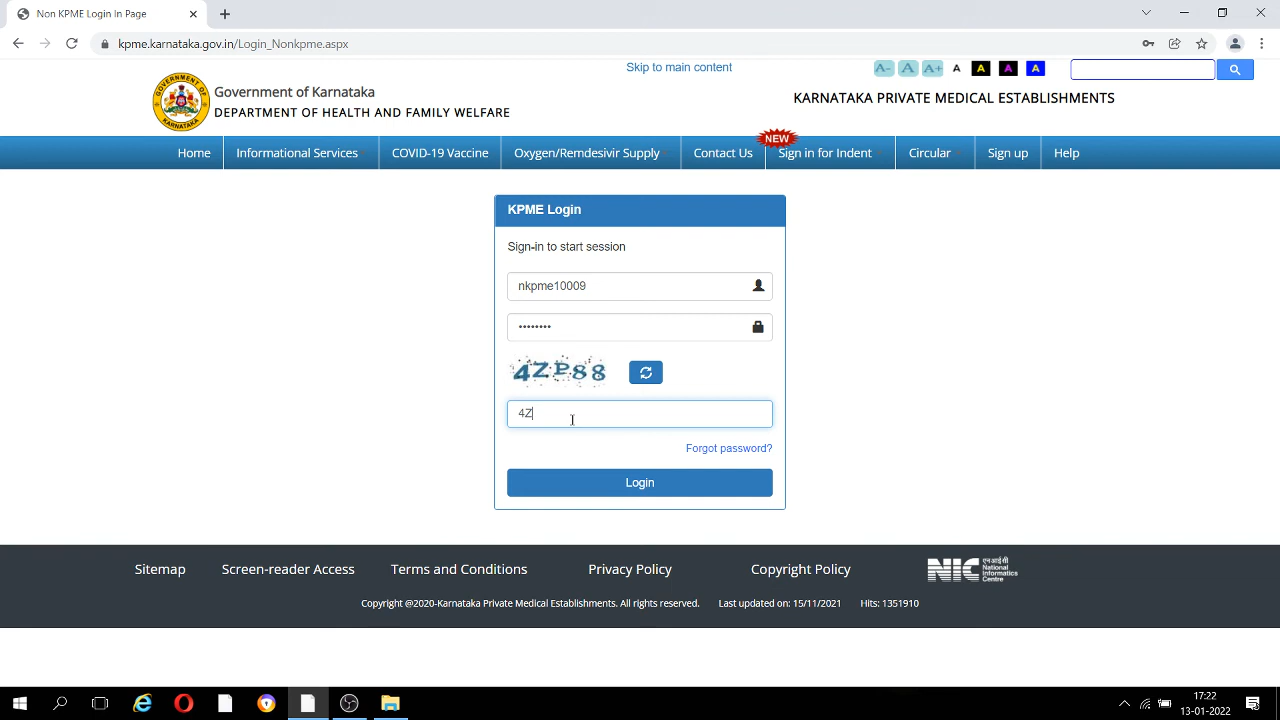 Non KPME Login In Page
kpme.karnataka.gov.in/Login_Nonkpme.aspx
Skip to main content
A- A A+ A A A A
Government of Karnataka
DEPARTMENT OF HEALTH AND FAMILY WELFARE
KARNATAKA PRIVATE MEDICAL ESTABLISHMENTS
NEW
Home Informational Services COVID-19 Vaccine Oxygen/Remdesivir Supply Contact Us Sign in for Indent Circular Sign up Help
KPME Login
Sign-in to start session
nkpme10009
••••••••
4ZP88
4Z
Forgot password?
Login
Sitemap Screen-reader Access Terms and Conditions Privacy Policy Copyright Policy
NIC एन आई सी National Informatics Centre
Copyright @2020-Karnataka Private Medical Establishments. All rights reserved. Last updated on: 15/11/2021 Hits: 1351910
17:22
13-01-2022